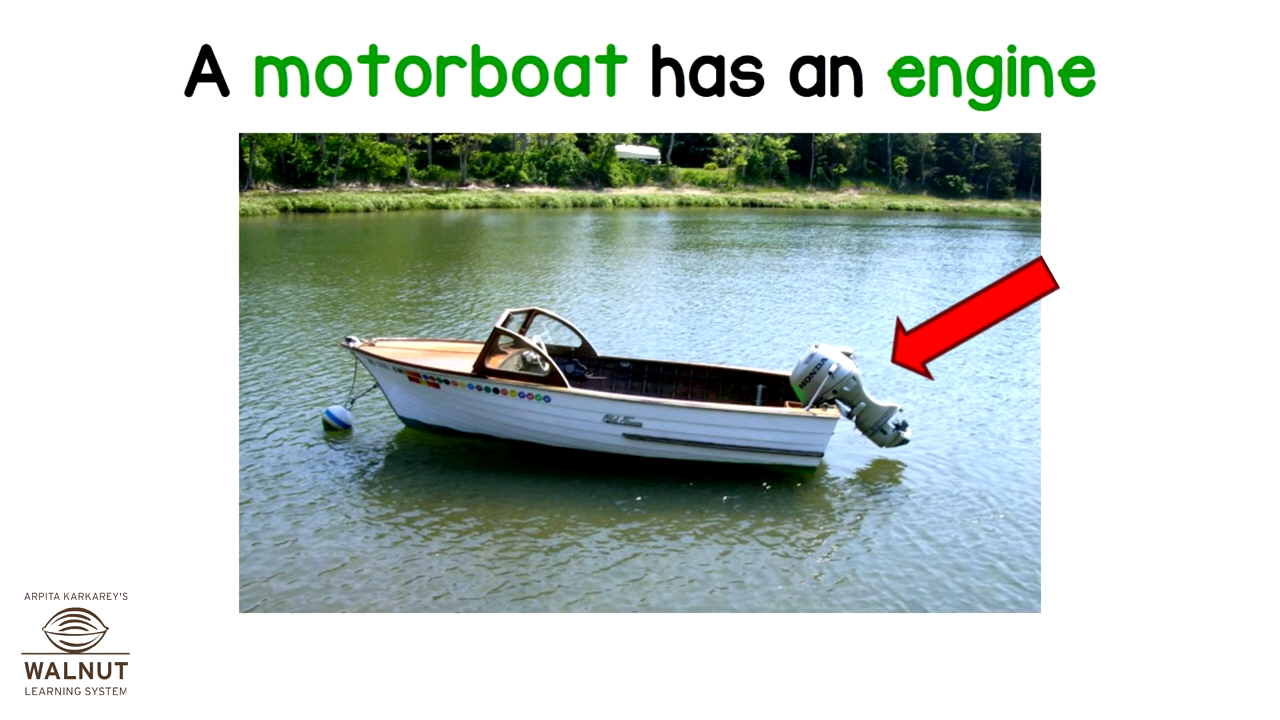 A motorboat has an engine
HONDA
ARPITA KARKAREY'S
WALNUT
LEARNING SYSTEM